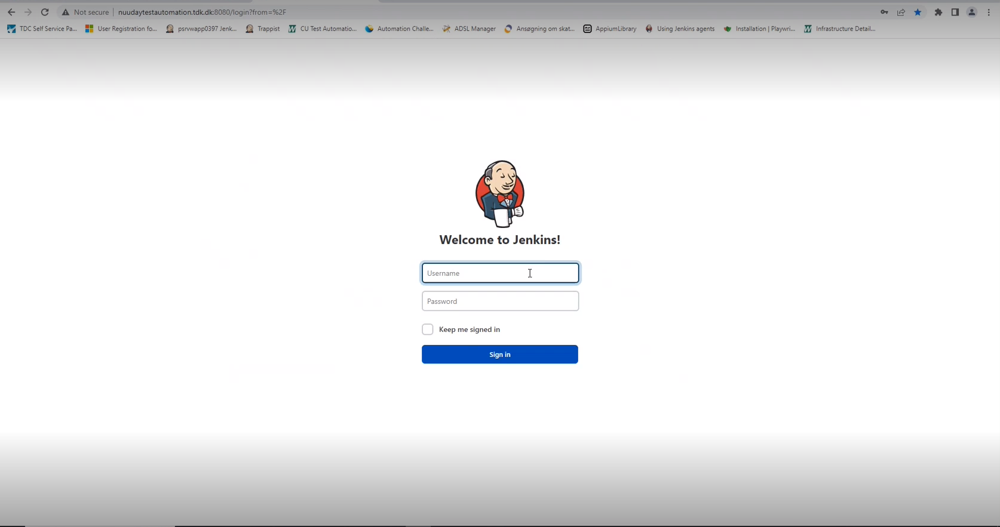 Not secure nuudaytestautomation.tdk.dk:8080/login?from=%2F
TDC Self Service Pa... User Registration fo... psrvwapp0397 Jenk... Trappist CU Test Automatio... Automation Challe... ADSL Manager Ansøgning om skat... AppiumLibrary Using Jenkins agents Installation | Playwri... Infrastructure Detail...
Welcome to Jenkins!
Username
Password
Keep me signed in
Sign in